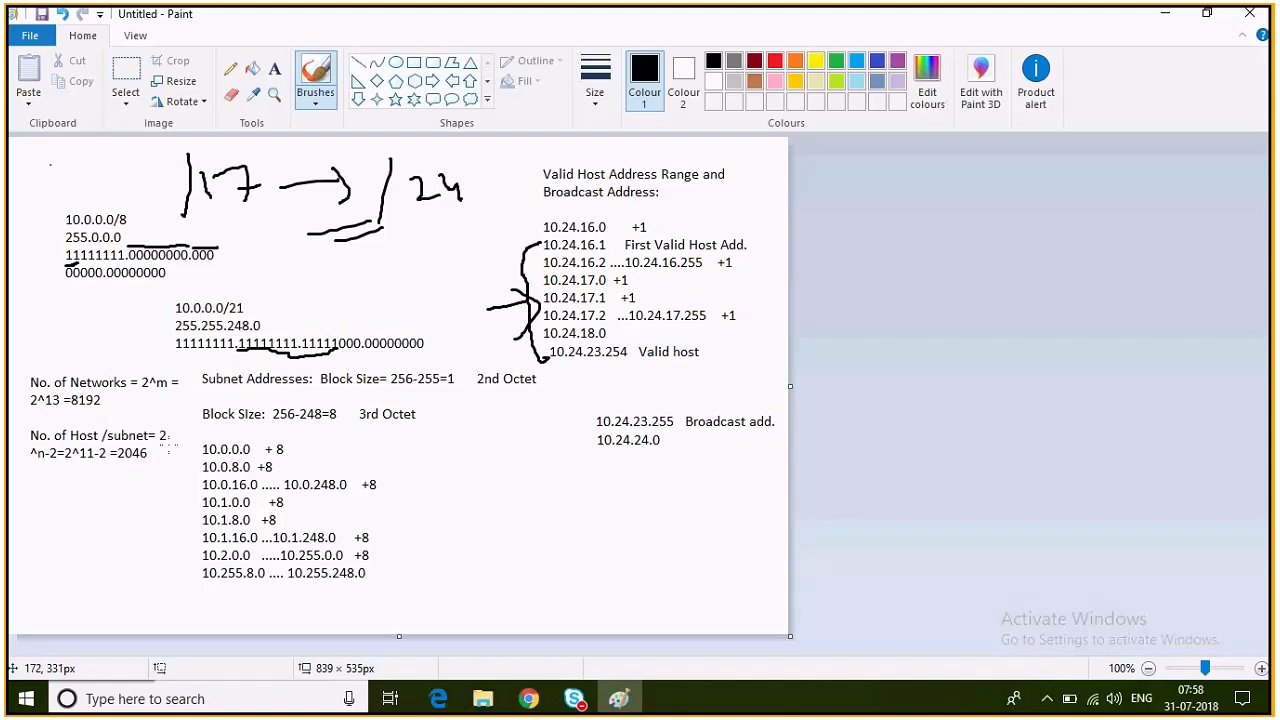 Untitled - Paint
File Home View
Paste
Cut
Copy
Clipboard
Select
Crop
Resize
Rotate
Image
Tools
Brushes
Shapes
Outline
Fill
Size
Colour 1
Colour 2
Edit colours
Colours
Edit with Paint 3D
Product alert
/17 → /24
10.0.0.0/8
255.0.0.0
11111111.00000000.000
00000.00000000
10.0.0.0/21
255.255.248.0
11111111.11111111.11111000.00000000
No. of Networks = 2^m =
2^13 =8192
No. of Host /subnet= 2
^n-2=2^11-2 =2046
Subnet Addresses: Block Size= 256-255=1 2nd Octet
Block Size: 256-248=8 3rd Octet
10.0.0.0 + 8
10.0.8.0 +8
10.0.16.0 ..... 10.0.248.0 +8
10.1.0.0 +8
10.1.8.0 +8
10.1.16.0 ...10.1.248.0 +8
10.2.0.0 .....10.255.0.0 +8
10.255.8.0 .... 10.255.248.0
Valid Host Address Range and
Broadcast Address:
10.24.16.0 +1
10.24.16.1 First Valid Host Add.
10.24.16.2 ....10.24.16.255 +1
10.24.17.0 +1
10.24.17.1 +1
10.24.17.2 ...10.24.17.255 +1
10.24.18.0
10.24.23.254 Valid host
10.24.23.255 Broadcast add.
10.24.24.0
Activate Windows
Go to Settings to activate Windows.
172, 331px
839 × 535px
100%
Type here to search
ENG
07:58
31-07-2018